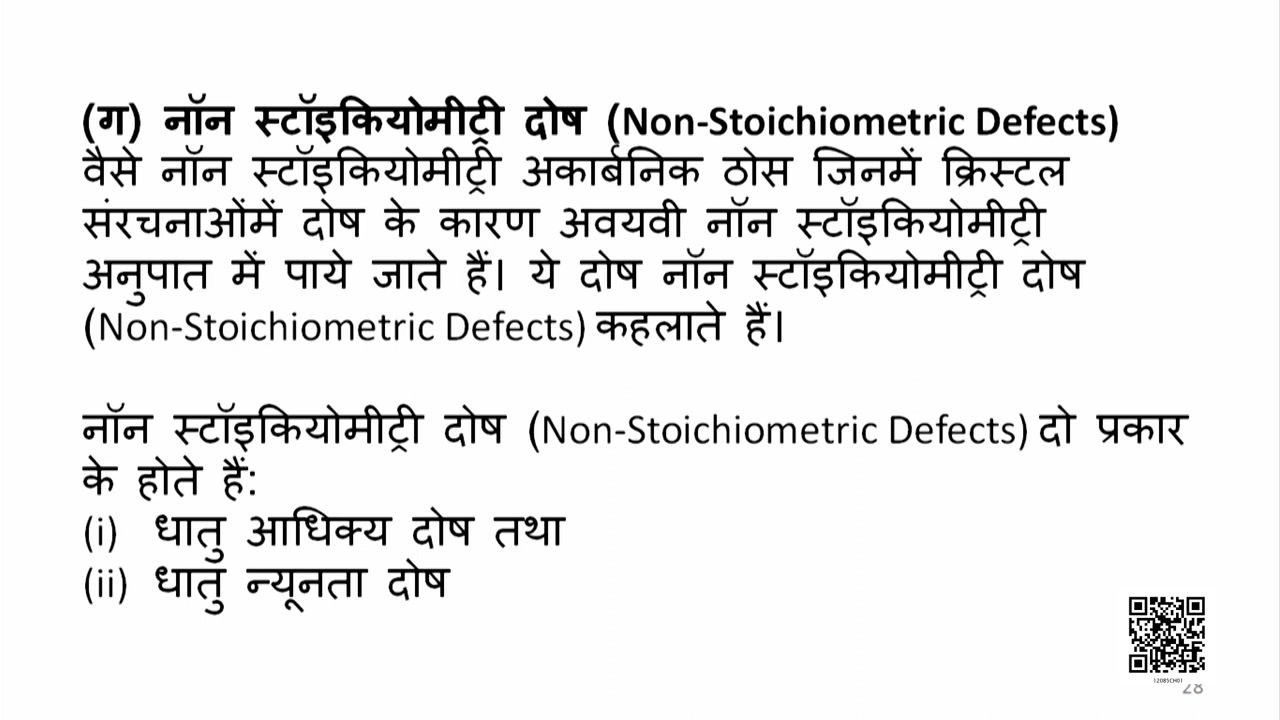 (ग) नॉन स्टॉइकियोमीट्री दोष (Non-Stoichiometric Defects)
वैसे नॉन स्टॉइकियोमीट्री अकार्बनिक ठोस जिनमें क्रिस्टल
संरचनाओंमें दोष के कारण अवयवी नॉन स्टॉइकियोमीट्री
अनुपात में पाये जाते हैं। ये दोष नॉन स्टॉइकियोमीट्री दोष
(Non-Stoichiometric Defects) कहलाते हैं।
नॉन स्टॉइकियोमीट्री दोष (Non-Stoichiometric Defects) दो प्रकार
के होते हैं:
(i) धातु आधिक्य दोष तथा
(ii) धातु न्यूनता दोष
12085CH01
28